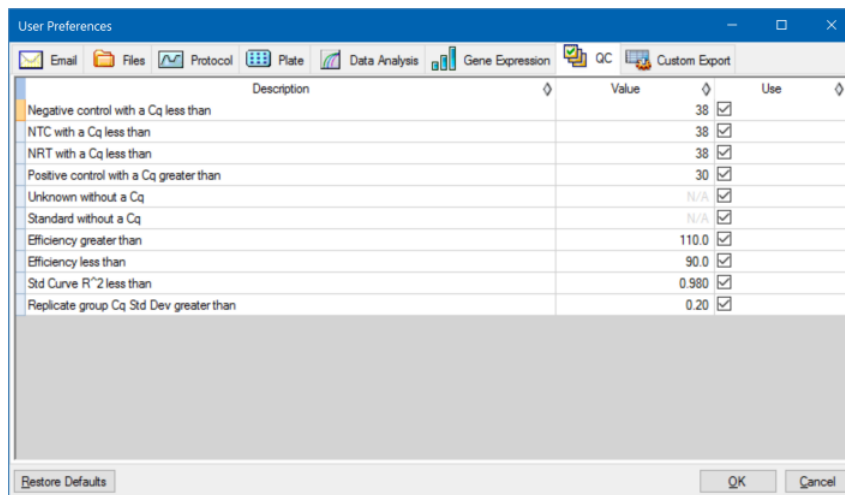 User Preferences
Email Files Protocol Plate Data Analysis Gene Expression QC Custom Export
Description Value Use
Negative control with a Cq less than 38
NTC with a Cq less than 38
NRT with a Cq less than 38
Positive control with a Cq greater than 30
Unknown without a Cq N/A
Standard without a Cq N/A
Efficiency greater than 110.0
Efficiency less than 90.0
Std Curve R^2 less than 0.980
Replicate group Cq Std Dev greater than 0.20
Restore Defaults OK Cancel